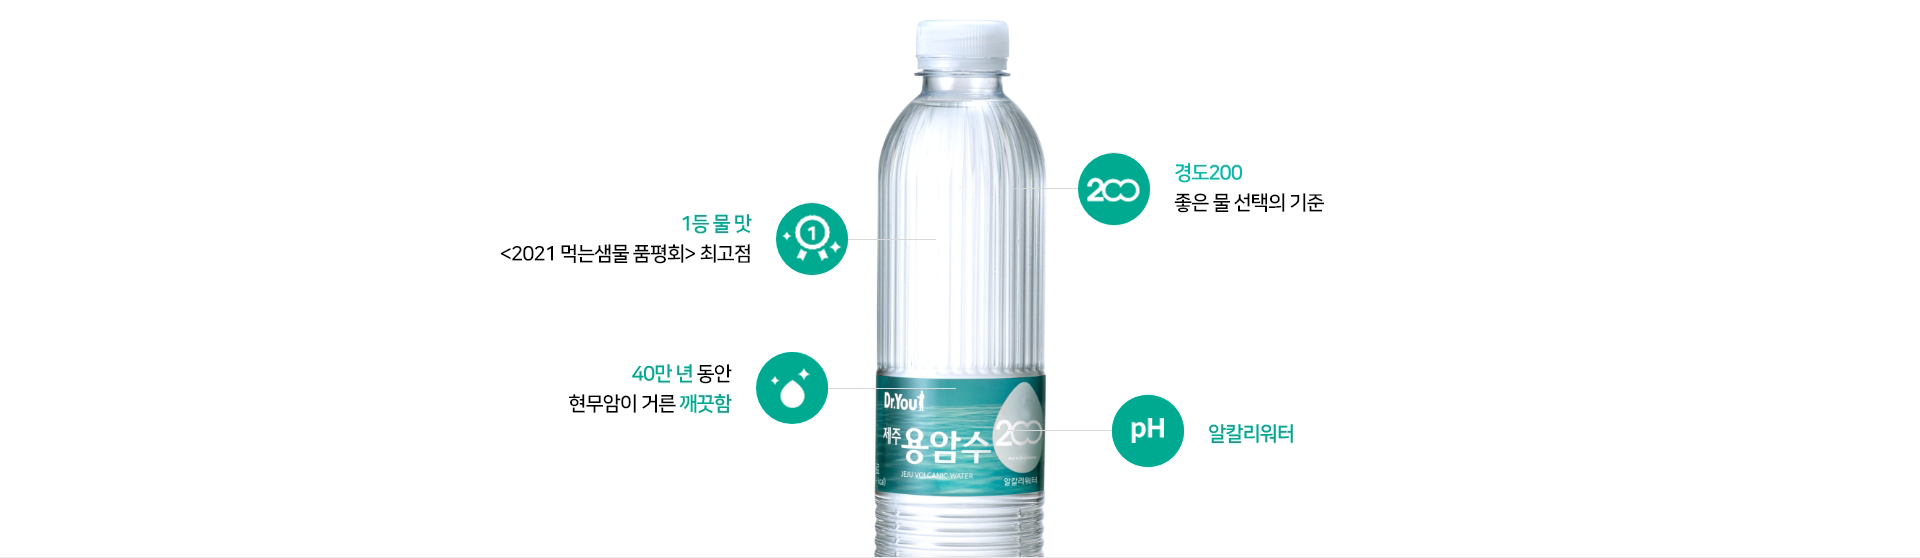 1등 물 맛
<2021 먹는샘물 품평회> 최고점
1
200
경도200
좋은 물 선택의 기준
40만 년 동안
현무암이 거른 깨끗함
Dr.You
제주 용암수
200
JEJU VOLCANIC WATER
알칼리워터
pH
알칼리워터